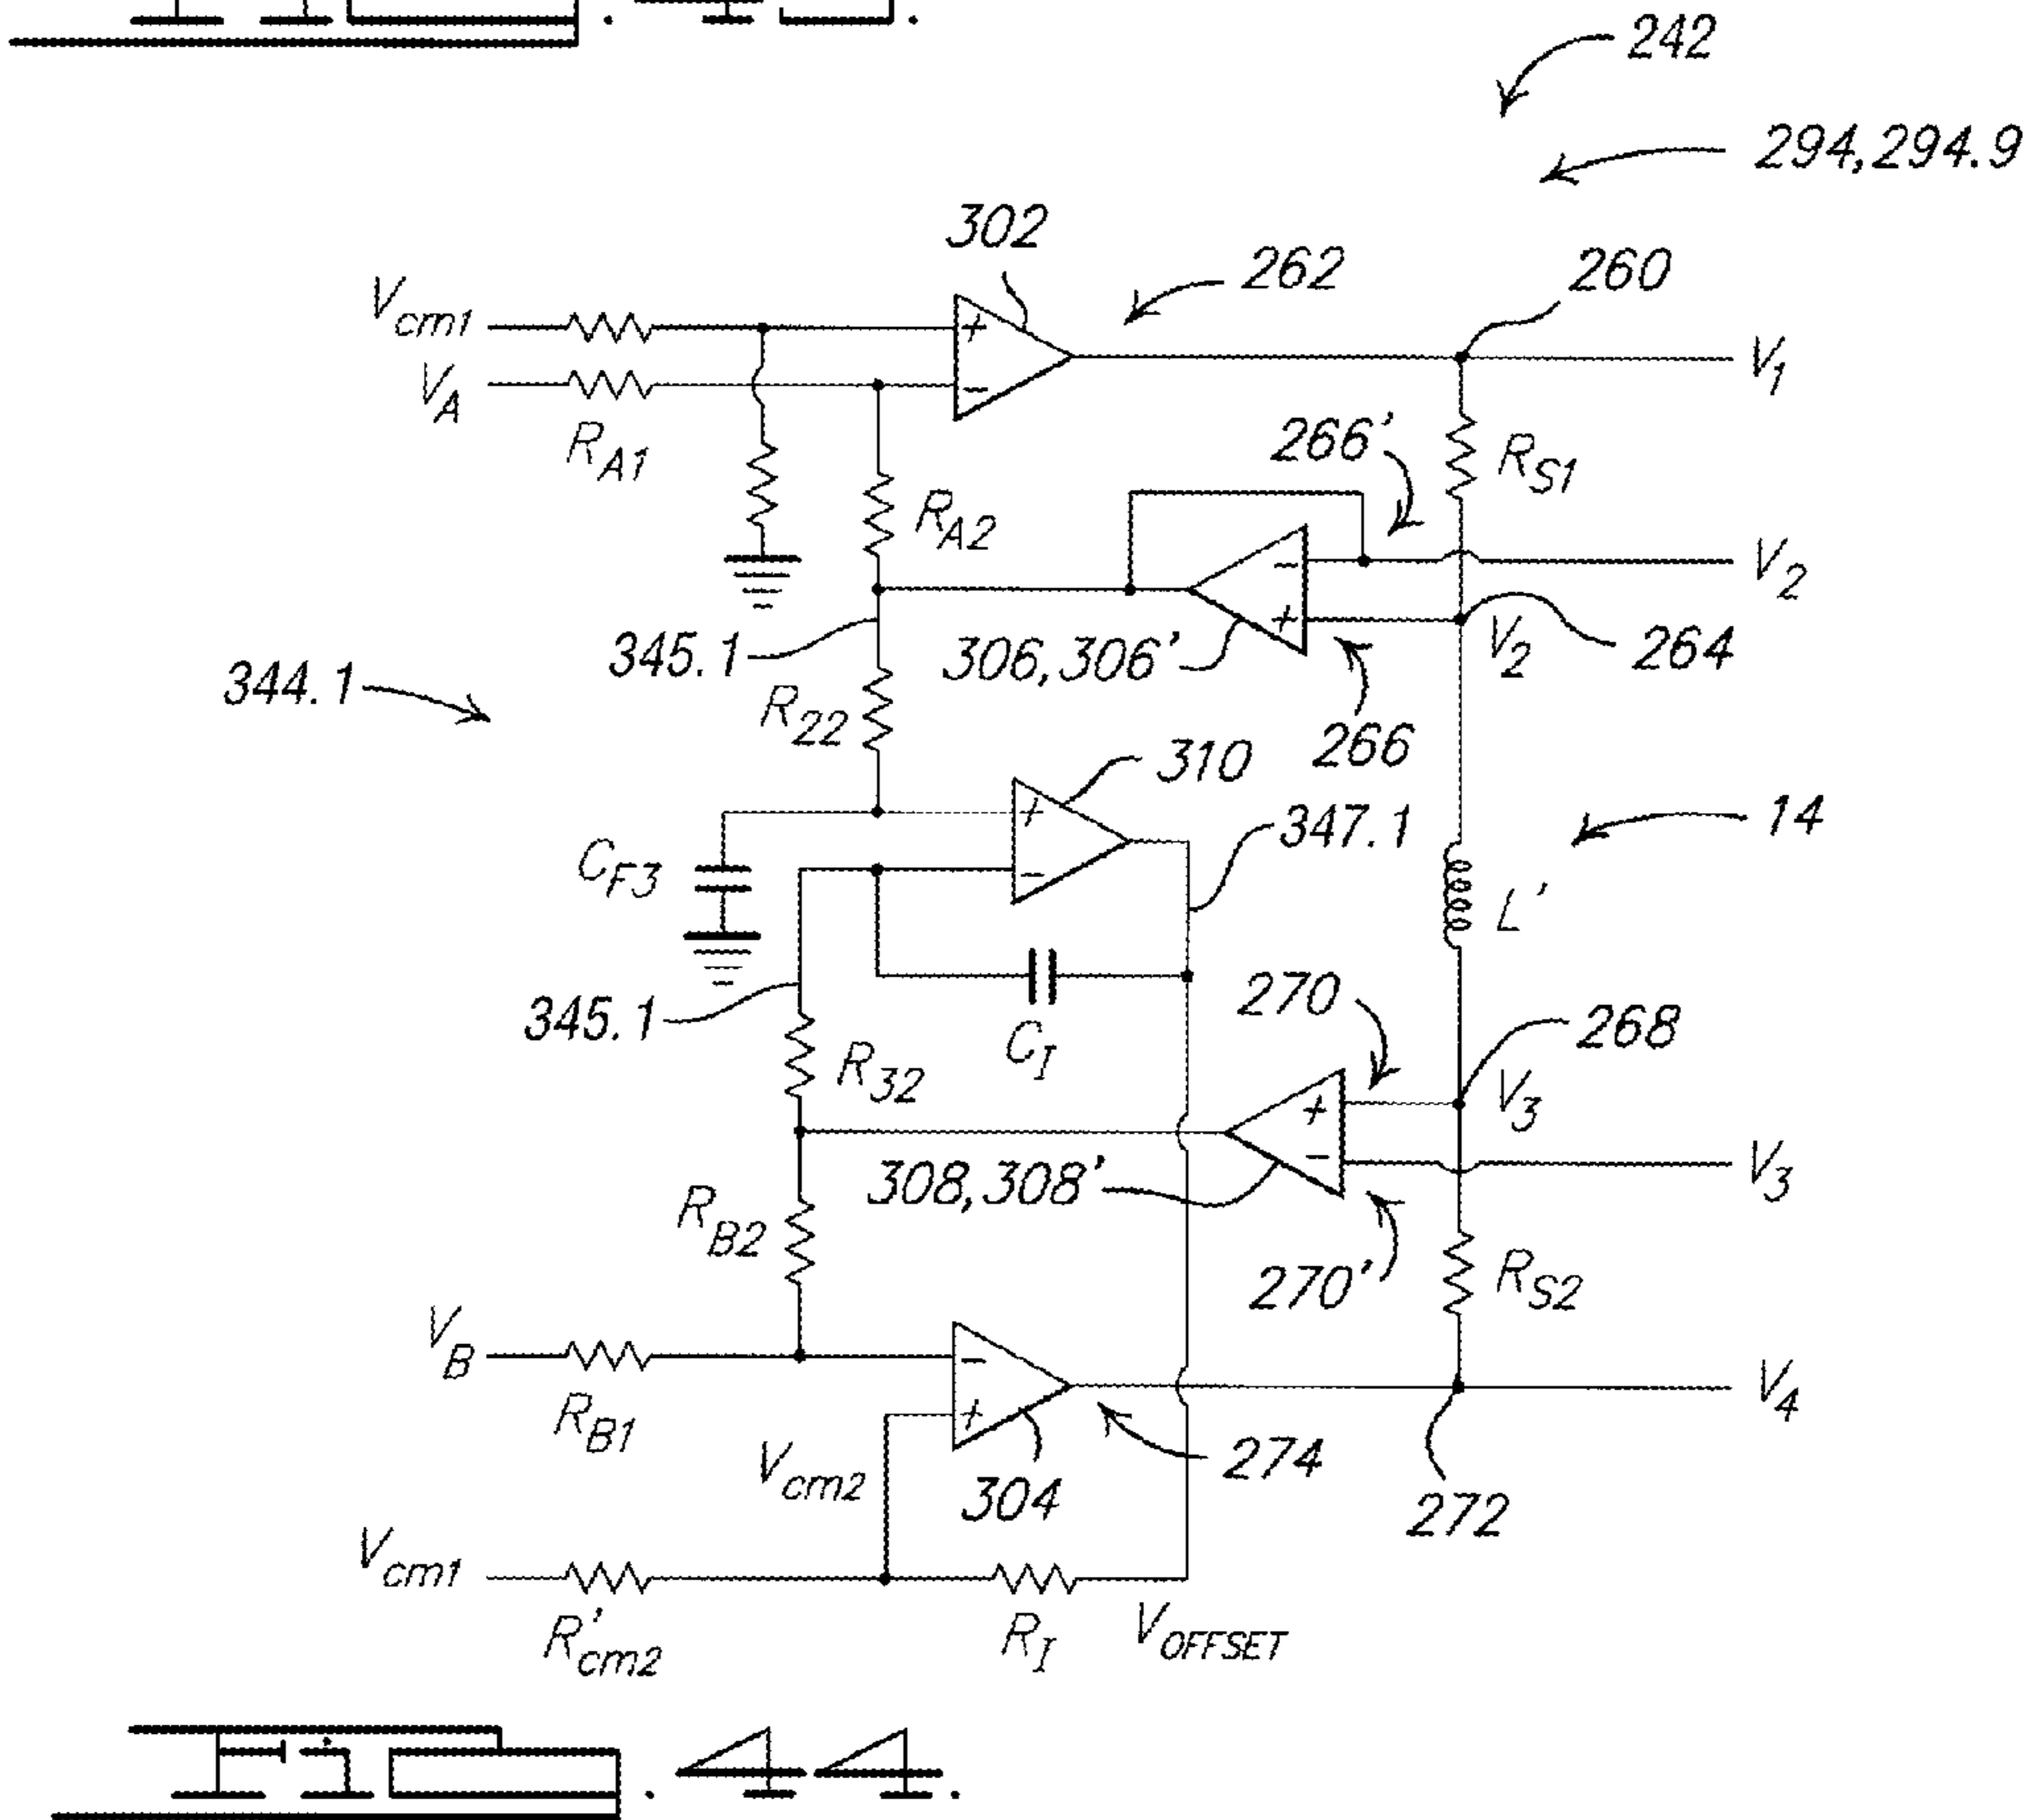 242
294, 294.9
302
262
260
Vcm1
VA
V1
RA1
266'
RS1
RA2
V2
345.1
306, 306'
V2
264
344.1
R22
266
310
347.1
14
CF3
L'
345.1
CI
270
268
R32
V3
308, 308'
V3
RB2
270'
RS2
VB
RB1
V4
Vcm2
304
274
272
Vcm1
R'cm2
RI
VOFFSET
FIG. 44.